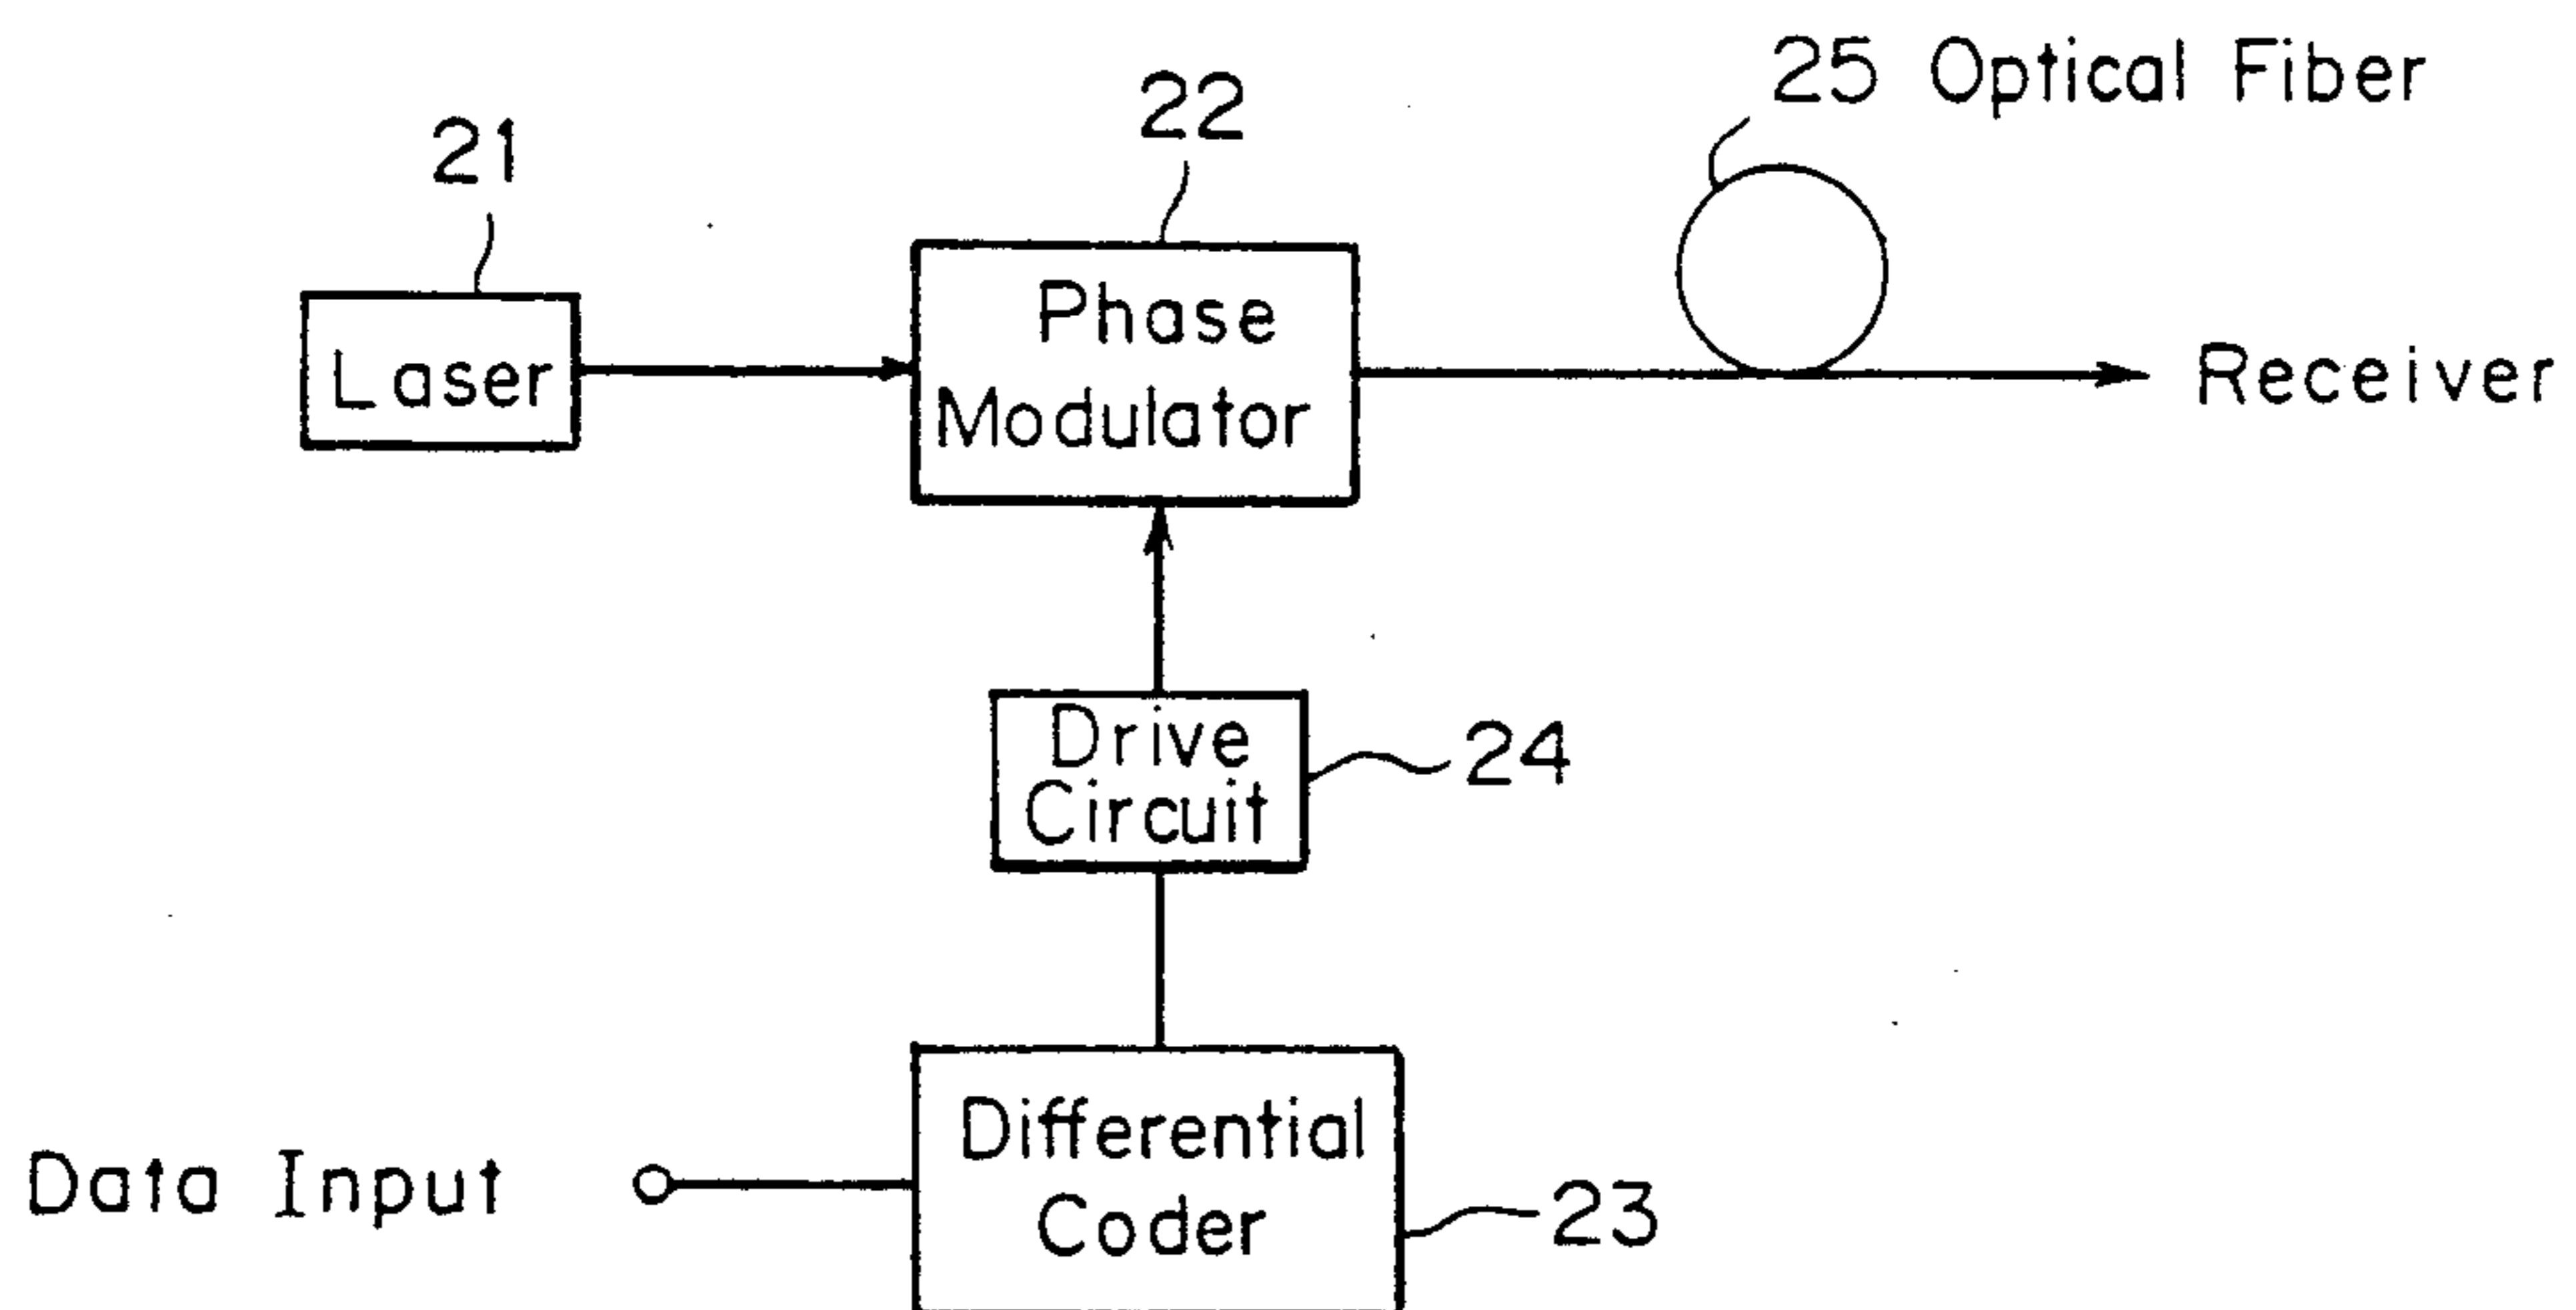 25 Optical Fiber
22
21
Phase
Modulator
Laser
Receiver
Drive
Circuit
24
Differential
Coder
Data Input
23